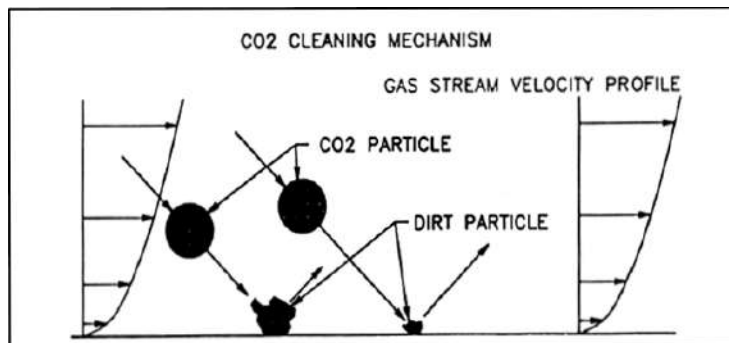 CO2 CLEANING MECHANISM
GAS STREAM VELOCITY PROFILE
CO2 PARTICLE
DIRT PARTICLE